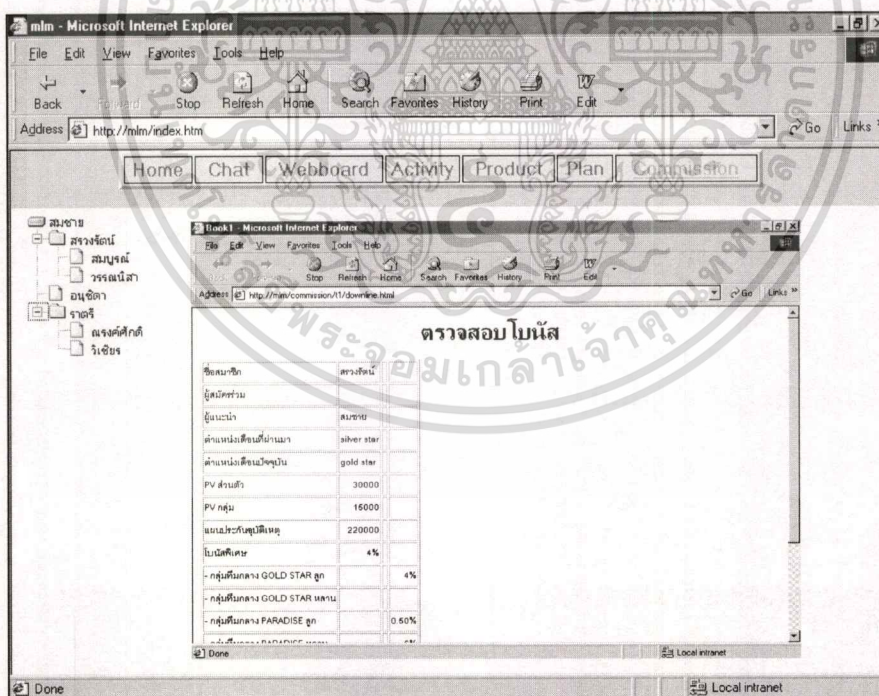 mlm - Microsoft Internet Explorer
File Edit View Favorites Tools Help
Back Forward Stop Refresh Home Search Favorites History Print Edit
Address http://mlm/index.htm Go Links
Home Chat Webboard Activity Product Plan Commission
สมชาย
สรวงรัตน์
สมบูรณ์
วรรณนิสา
อนุชิตา
ราตรี
ณรงค์ศักดิ์
วิเชียร
Book1 - Microsoft Internet Explorer
File Edit View Favorites Tools Help
Stop Refresh Home Search Favorites History Print Edit
Address http://mlm/commission/t1/downline.html Go Links
ตรวจสอบโบนัส
ชื่อสมาชิก สรวงรัตน์
ผู้สมัครร่วม
ผู้แนะนำ สมชาย
ตำแหน่งเดือนที่ผ่านมา silver star
ตำแหน่งเดือนปัจจุบัน gold star
PV ส่วนตัว 30000
PV กลุ่ม 15000
แผนประกันอุบัติเหตุ 220000
โบนัสพิเศษ 4%
- กลุ่มทีมกลาง GOLD STAR ลูก 4%
- กลุ่มทีมกลาง GOLD STAR หลาน
- กลุ่มทีมกลาง PARADISE ลูก 0.50%
Done Local intranet
Done Local intranet